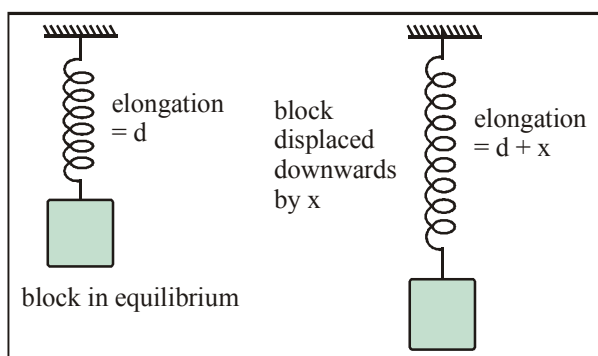 elongation
= d
block in equilibrium
block
displaced
downwards
by x
elongation
= d + x